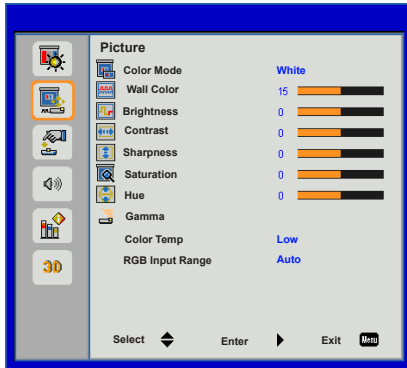 Picture
Color Mode White
Wall Color 15
Brightness 0
Contrast 0
Sharpness 0
Saturation 0
Hue 0
Gamma
Color Temp Low
RGB Input Range Auto
3D
Select Enter Exit Menu